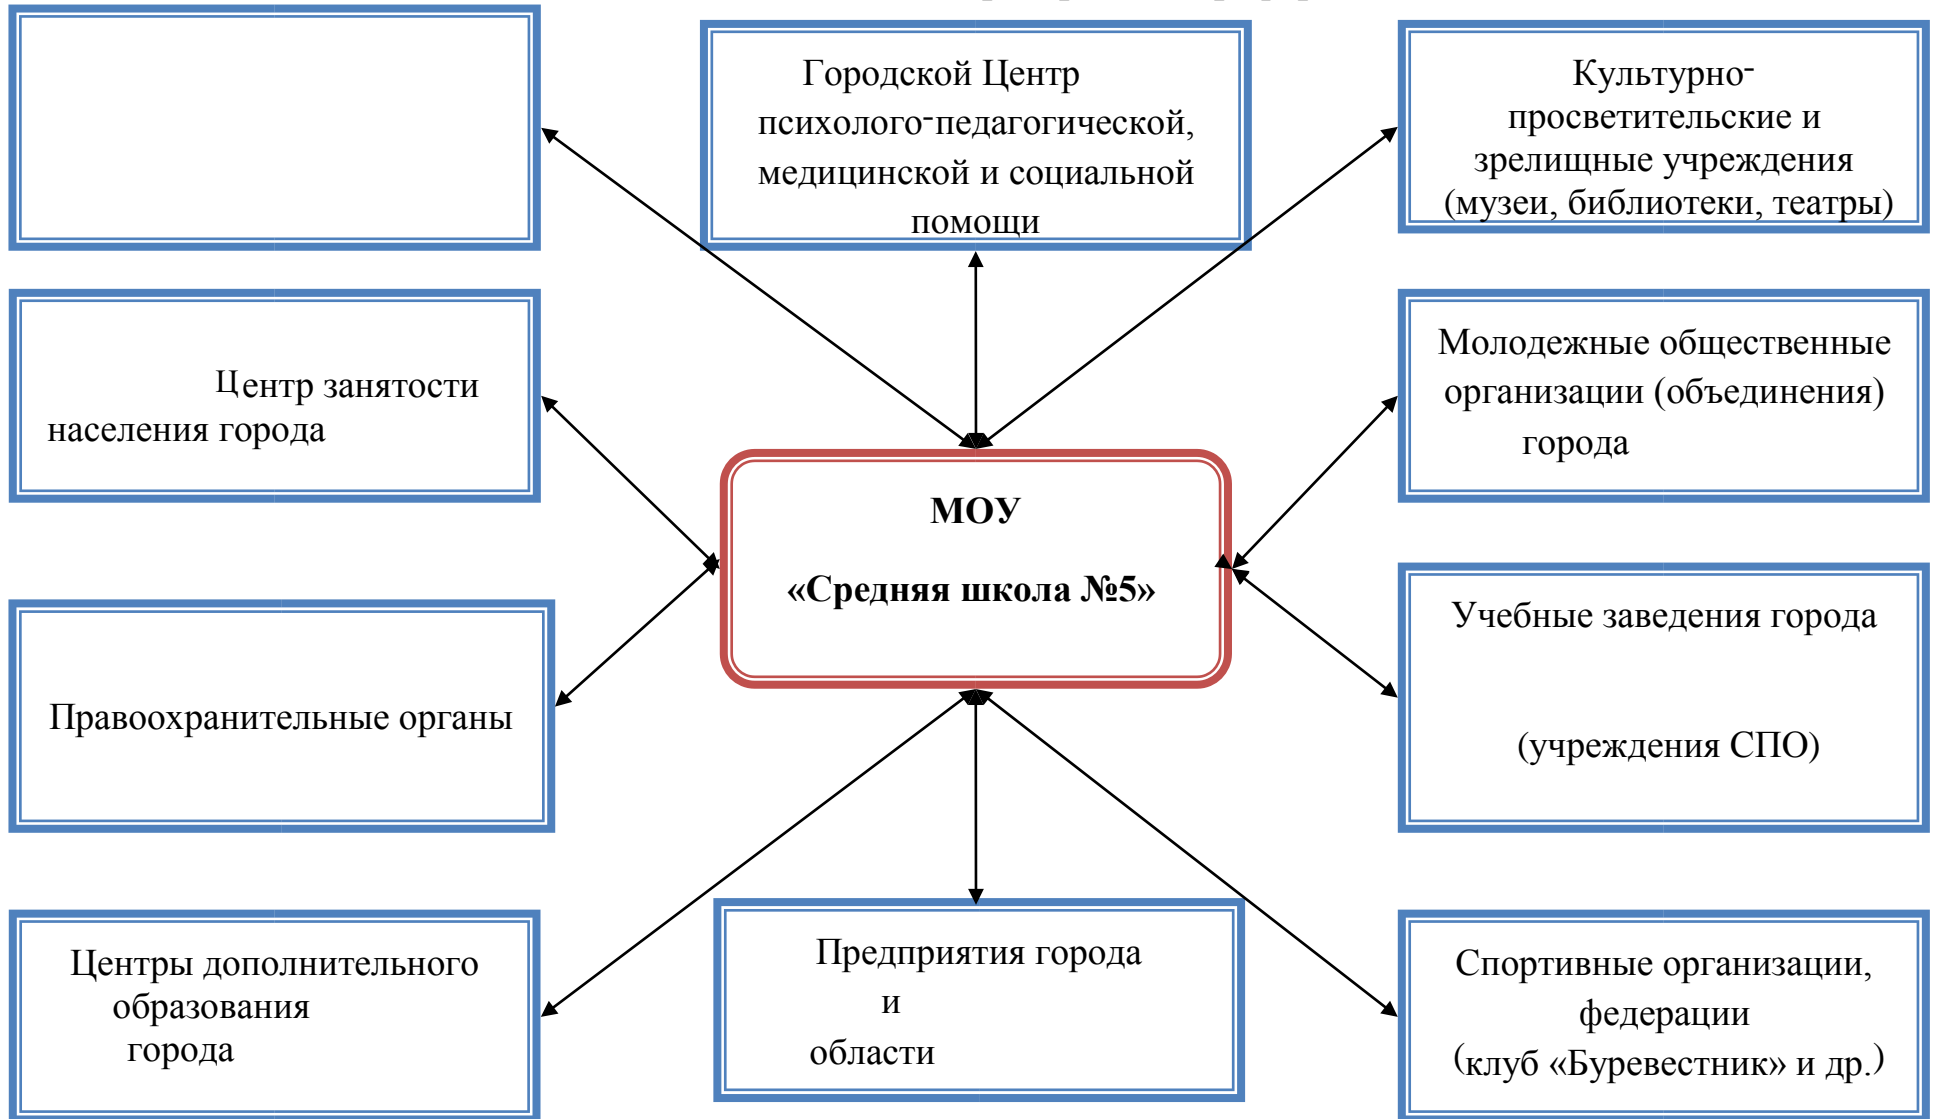 Городской Центр
психолого-педагогической,
медицинской и социальной
помощи
Культурно-
просветительские и
зрелищные учреждения
(музеи, библиотеки, театры)
Центр занятости
населения города
Молодежные общественные
организации (объединения)
города
МОУ
«Средняя школа №5»
Правоохранительные органы
Учебные заведения города
(учреждения СПО)
Центры дополнительного
образования
города
Предприятия города
и
области
Спортивные организации,
федерации
(клуб «Буревестник» и др.)